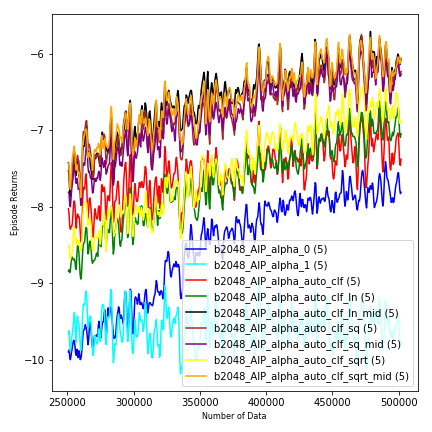 −6
−7
−8
−9
−10
Episode Returns
250000 300000 350000 400000 450000 500000
Number of Data
b2048_AIP_alpha_0 (5)
b2048_AIP_alpha_1 (5)
b2048_AIP_alpha_auto_clf (5)
b2048_AIP_alpha_auto_clf_ln (5)
b2048_AIP_alpha_auto_clf_ln_mid (5)
b2048_AIP_alpha_auto_clf_sq (5)
b2048_AIP_alpha_auto_clf_sq_mid (5)
b2048_AIP_alpha_auto_clf_sqrt (5)
b2048_AIP_alpha_auto_clf_sqrt_mid (5)